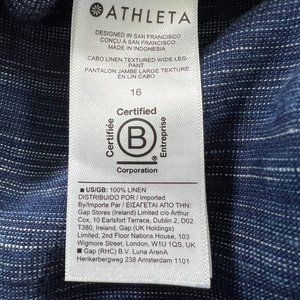 ATHLETA
DESIGNED IN SAN FRANCISCO
CONÇU À SAN FRANCISCO
MADE IN INDONESIA
CABO LINEN TEXTURED WIDE LEG
PANT
PANTALON JAMBE LARGE TEXTURÉ
EN LIN CABO
16
Certified
Certifiée
B
Entreprise
Corporation
■ US/GB: 100% LINEN
DISTRIBUIDO POR / Imported
By/Importe Par / ΕΙΣΑΓΕΤΑΙ ΑΠΟ ΤΗΝ:
Gap Stores (Ireland) Limited c/o Arthur
Cox, 10 Earlsfort Terrace, Dublin 2, D02
T380, Ireland, Gap (UK Holdings)
Limited, 2nd Floor Nations House, 103
Wigmore Street, London, W1U 1QS, UK
■ Gap (RHC) B.V. Luna ArenA
Herikerbergweg 238 Amsterdam 1101